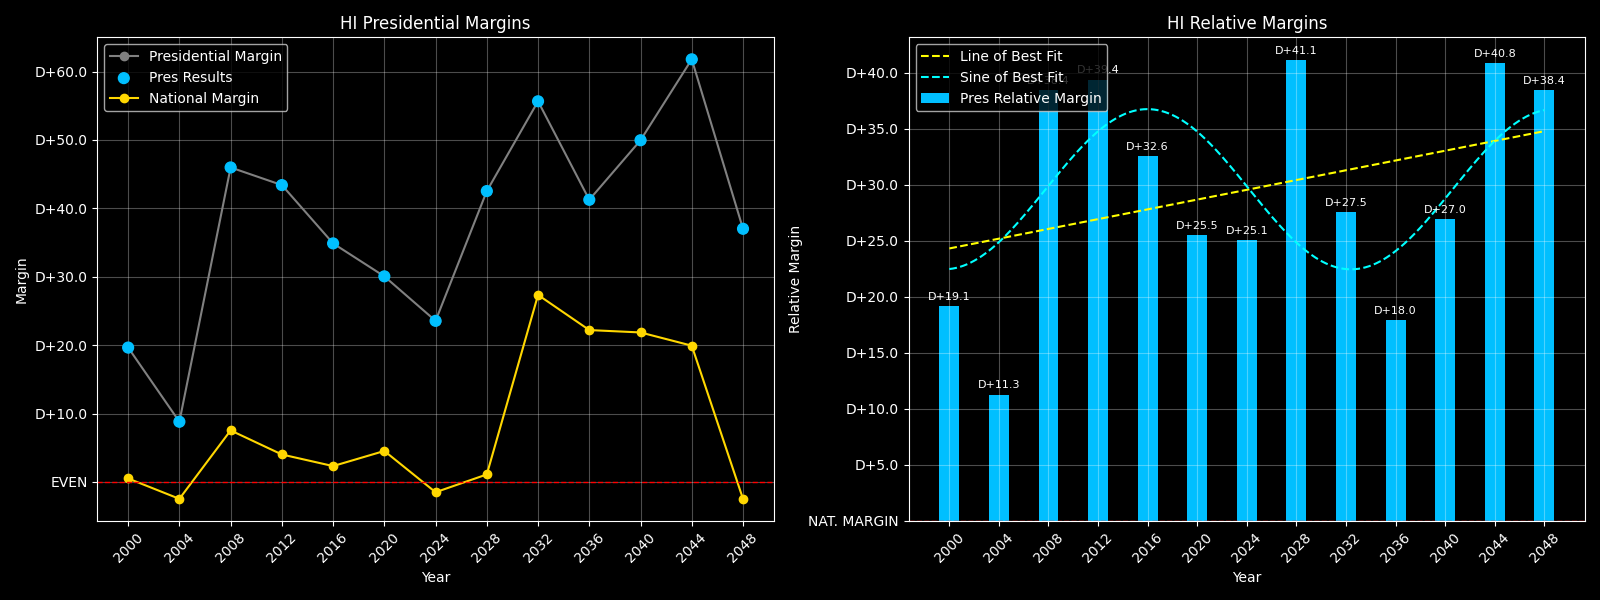 HI Presidential Margins
Presidential Margin
Pres Results
National Margin
D+60.0
D+50.0
D+40.0
D+30.0
D+20.0
D+10.0
EVEN
Margin
2000
2004
2008
2012
2016
2020
2024
2028
2032
2036
2040
2044
2048
Year
HI Relative Margins
Line of Best Fit
Sine of Best Fit
Pres Relative Margin
D+40.0
D+35.0
D+30.0
D+25.0
D+20.0
D+15.0
D+10.0
D+5.0
NAT. MARGIN
Relative Margin
D+19.1
D+11.3
D+39.4
D+32.6
D+25.5
D+25.1
D+41.1
D+27.5
D+18.0
D+27.0
D+40.8
D+38.4
2000
2004
2008
2012
2016
2020
2024
2028
2032
2036
2040
2044
2048
Year